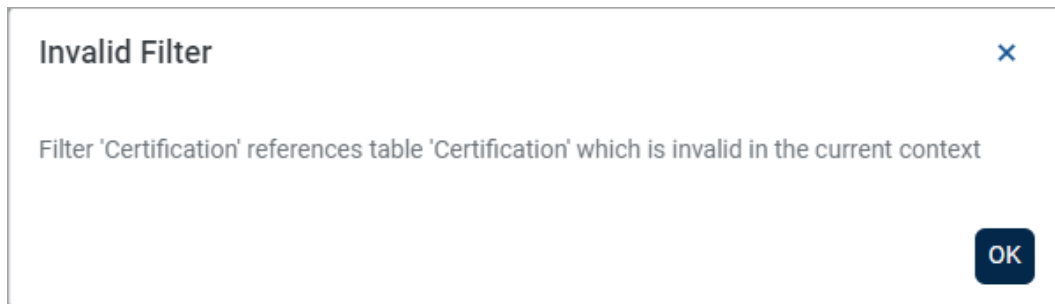 Invalid Filter
Filter 'Certification' references table 'Certification' which is invalid in the current context
OK